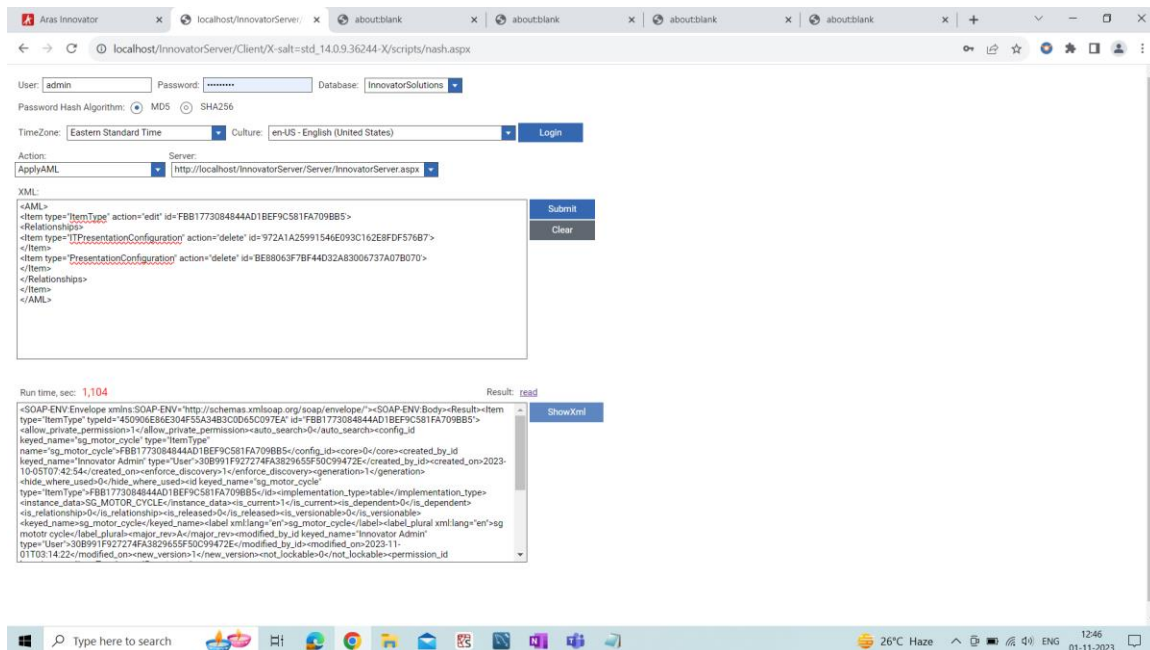 Aras Innovator
localhost/InnovatorServer/
about:blank
about:blank
about:blank
about:blank
localhost/InnovatorServer/Client/X-salt=std_14.0.9.36244-X/scripts/nash.aspx
User: admin Password: ••••••••• Database: InnovatorSolutions
Password Hash Algorithm: MD5 SHA256
TimeZone: Eastern Standard Time Culture: en-US - English (United States) Login
Action: Server:
ApplyAML http://localhost/InnovatorServer/Server/InnovatorServer.aspx
XML:
<AML>
<Item type="ItemType" action="edit" id='FBB1773084844AD1BEF9C581FA709BB5'>
<Relationships>
<Item type="ITPresentationConfiguration" action="delete" id='972A1A25991546E093C162E8FDF576B7'>
</Item>
<Item type="PresentationConfiguration" action="delete" id='BE88063F7BF44D32A83006737A07B070'>
</Item>
</Relationships>
</Item>
</AML>
Submit
Clear
Run time, sec: 1,104 Result: read
<SOAP-ENV:Envelope xmlns:SOAP-ENV="http://schemas.xmlsoap.org/soap/envelope/"><SOAP-ENV:Body><Result><Item
type="ItemType" typeId="450906E86E304F55A34B3C0D65C097EA" id="FBB1773084844AD1BEF9C581FA709BB5">
<allow_private_permission>1</allow_private_permission><auto_search>0</auto_search><config_id
keyed_name="sg_motor_cycle" type="ItemType"
name="sg_motor_cycle">FBB1773084844AD1BEF9C581FA709BB5</config_id><core>0</core><created_by_id
keyed_name="Innovator Admin" type="User">30B991F927274FA3829655F50C99472E</created_by_id><created_on>2023-
10-05T07:42:54</created_on><enforce_discovery>1</enforce_discovery><generation>1</generation>
<hide_where_used>0</hide_where_used><id keyed_name="sg_motor_cycle"
type="ItemType">FBB1773084844AD1BEF9C581FA709BB5</id><implementation_type>table</implementation_type>
<instance_data>SG_MOTOR_CYCLE</instance_data><is_current>1</is_current><is_dependent>0</is_dependent>
<is_relationship>0</is_relationship><is_released>0</is_released><is_versionable>0</is_versionable>
<keyed_name>sg_motor_cycle</keyed_name><label xml:lang="en">sg_motor_cycle</label><label_plural xml:lang="en">sg
mototr cycle</label_plural><major_rev>A</major_rev><modified_by_id keyed_name="Innovator Admin"
type="User">30B991F927274FA3829655F50C99472E</modified_by_id><modified_on>2023-11-
01T03:14:22</modified_on><new_version>1</new_version><not_lockable>0</not_lockable><permission_id
ShowXml
Type here to search
26°C Haze
ENG
12:46
01-11-2023